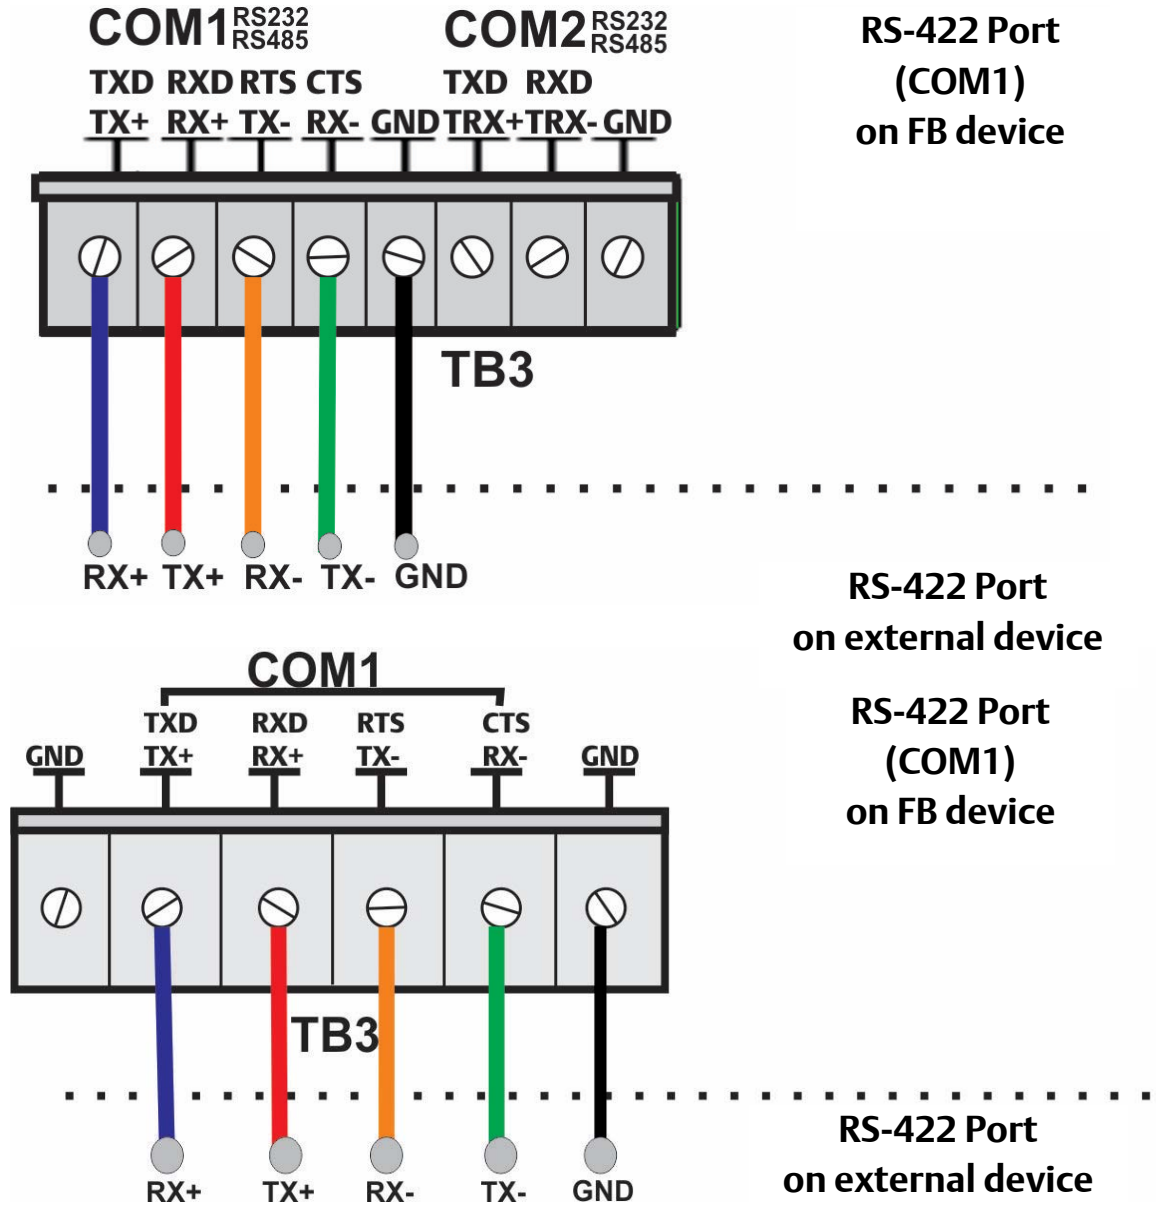 COM1 RS232 RS485 COM2 RS232 RS485
TXD RXD RTS CTS TXD RXD
TX+ RX+ TX- RX- GND TRX+ TRX- GND
RS-422 Port
(COM1)
on FB device
TB3
RX+ TX+ RX- TX- GND
RS-422 Port
on external device
COM1
TXD RXD RTS CTS
GND TX+ RX+ TX- RX- GND
RS-422 Port
(COM1)
on FB device
TB3
RX+ TX+ RX- TX- GND
RS-422 Port
on external device